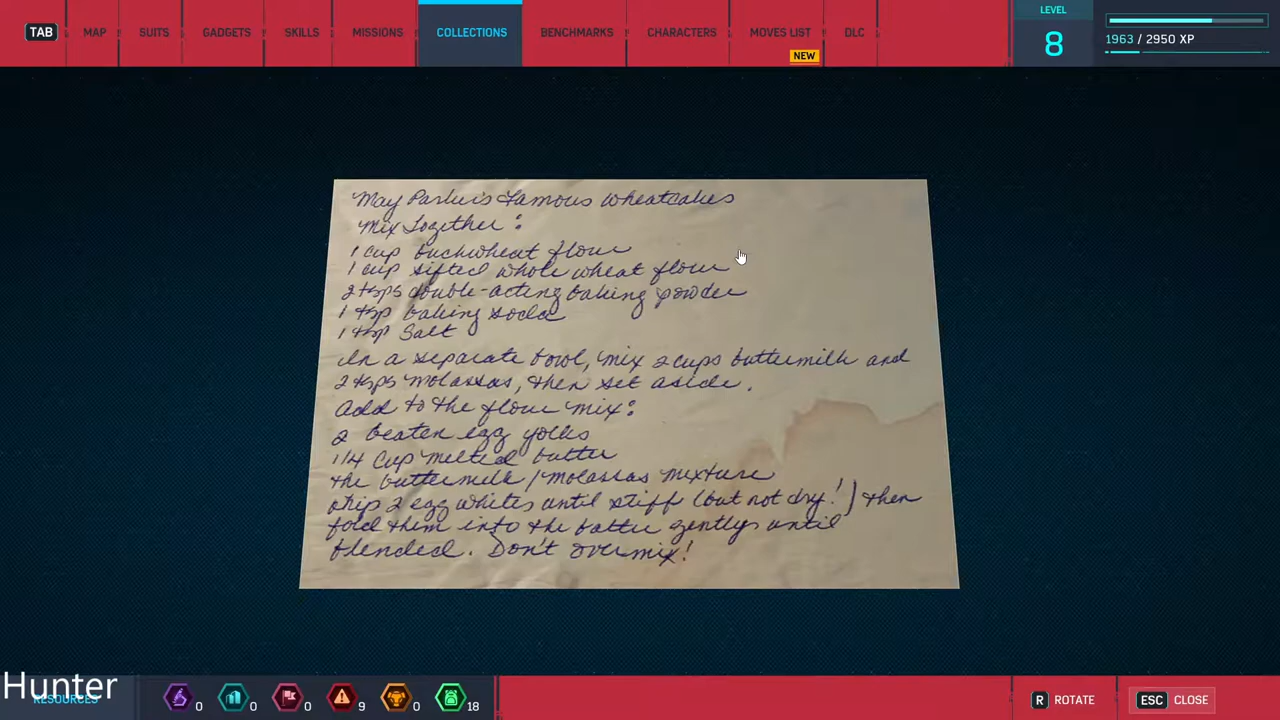 TAB MAP SUITS GADGETS SKILLS MISSIONS COLLECTIONS BENCHMARKS CHARACTERS MOVES LIST DLC
NEW
LEVEL
8
1963 / 2950 XP
May Parker's Famous Wheatcakes
Mix Together:
1 cup buckwheat flour
1 cup sifted whole wheat flour
2 tsps double-acting baking powder
1 tsp baking soda
1 tsp Salt
In a separate bowl, mix 2 cups buttermilk and
2 tsps molassas, then set aside.
Add to the flour mix:
2 beaten egg yolks
1/4 cup melted butter
the buttermilk/molassas mixture
whip 2 egg whites until stiff (but not dry!) then
fold them into the batter gently until
blended. Don't overmix!
Hunter
RESOURCES
0 0 0 9 0 18
R ROTATE ESC CLOSE